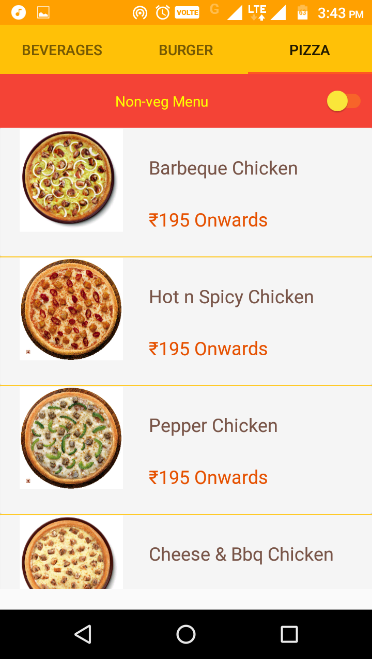 VOLTE G LTE 3:43 PM
BEVERAGES BURGER PIZZA
Non-veg Menu
Barbeque Chicken
₹195 Onwards
Hot n Spicy Chicken
₹195 Onwards
Pepper Chicken
₹195 Onwards
Cheese & Bbq Chicken